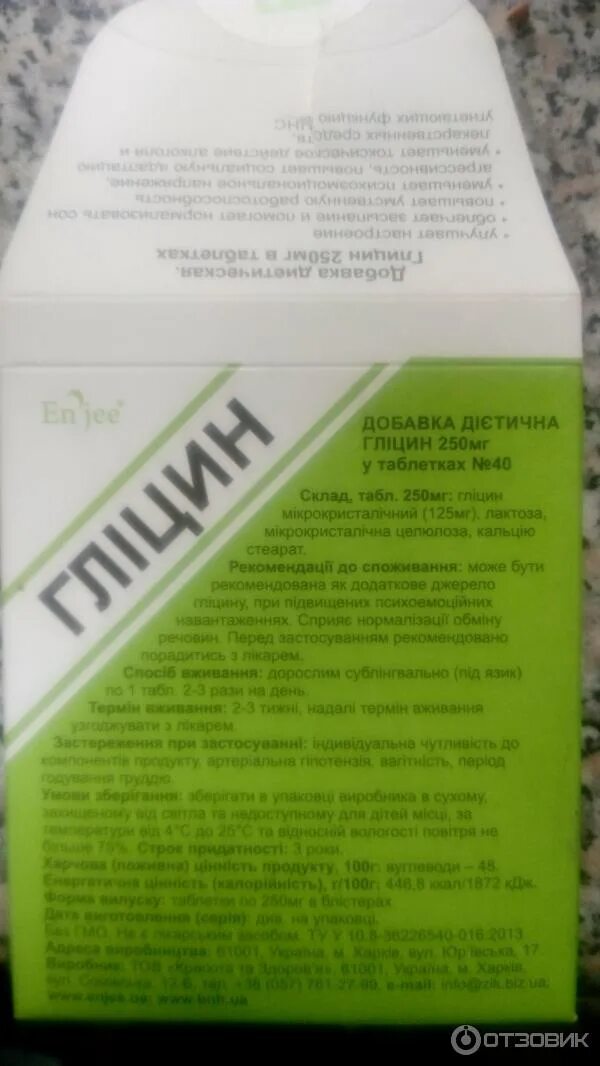 Добавка диетическая.
Глицин 250мг в таблетках
• улучшает настроение
• облегчает засыпание и помогает нормализовать сон
• повышает умственную работоспособность
• уменьшает психоэмоциональное напряжение,
агрессивность, повышает социальную адаптацию
• уменьшает токсическое действие алкоголя и
лекарственных средств,
угнетающих функцию ЦНС
Enjee
ГЛІЦИН
ДОБАВКА ДІЄТИЧНА
ГЛІЦИН 250мг
у таблетках №40
Склад, табл. 250мг: гліцин
мікрокристалічний (125мг), лактоза,
мікрокристалічна целюлоза, кальцію
стеарат.
Рекомендації до споживання: може бути
рекомендована як додаткове джерело
гліцину, при підвищених психоемоційних
навантаженнях. Сприяє нормалізації обміну
речовин. Перед застосуванням рекомендовано
порадитись з лікарем.
Спосіб вживання: дорослим сублінгвально (під язик)
по 1 табл. 2-3 рази на день.
Термін вживання: 2-3 тижні, надалі термін вживання
узгоджувати з лікарем
Застереження при застосуванні: індивідуальна чутливість до
компонентів продукту, артеріальна гіпотензія, вагітність, період
годування груддю.
Умови зберігання: зберігати в упаковці виробника в сухому,
захищеному від світла та недоступному для дітей місці, за
температури від 4°С до 25°С та відносній вологості повітря не
більше 75%. Строк придатності: 3 роки.
Харчова (поживна) цінність продукту, 100г: вуглеводи – 48.
Енергетична цінність (калорійність), г/100г: 446,8 ккал/1872 кДж.
Форма випуску: таблетки по 250мг в блістерах
Дата виготовлення (серія): див. на упаковці.
Без ГМО. Не є лікарським засобом. ТУ У 10.8-36226540-016:2013
Адреса виробництва: 61001, Україна, м. Харків, вул. Юр'ївська, 17.
Виробник: ТОВ «Красота та Здоров'я», 61001, Україна, м. Харків,
вул. 12-Б, тел. +38 (057) 761-27-99, e-mail: info@zik.biz.ua;
www.enjee.ua; www.bnh.ua
ОТЗОВИК